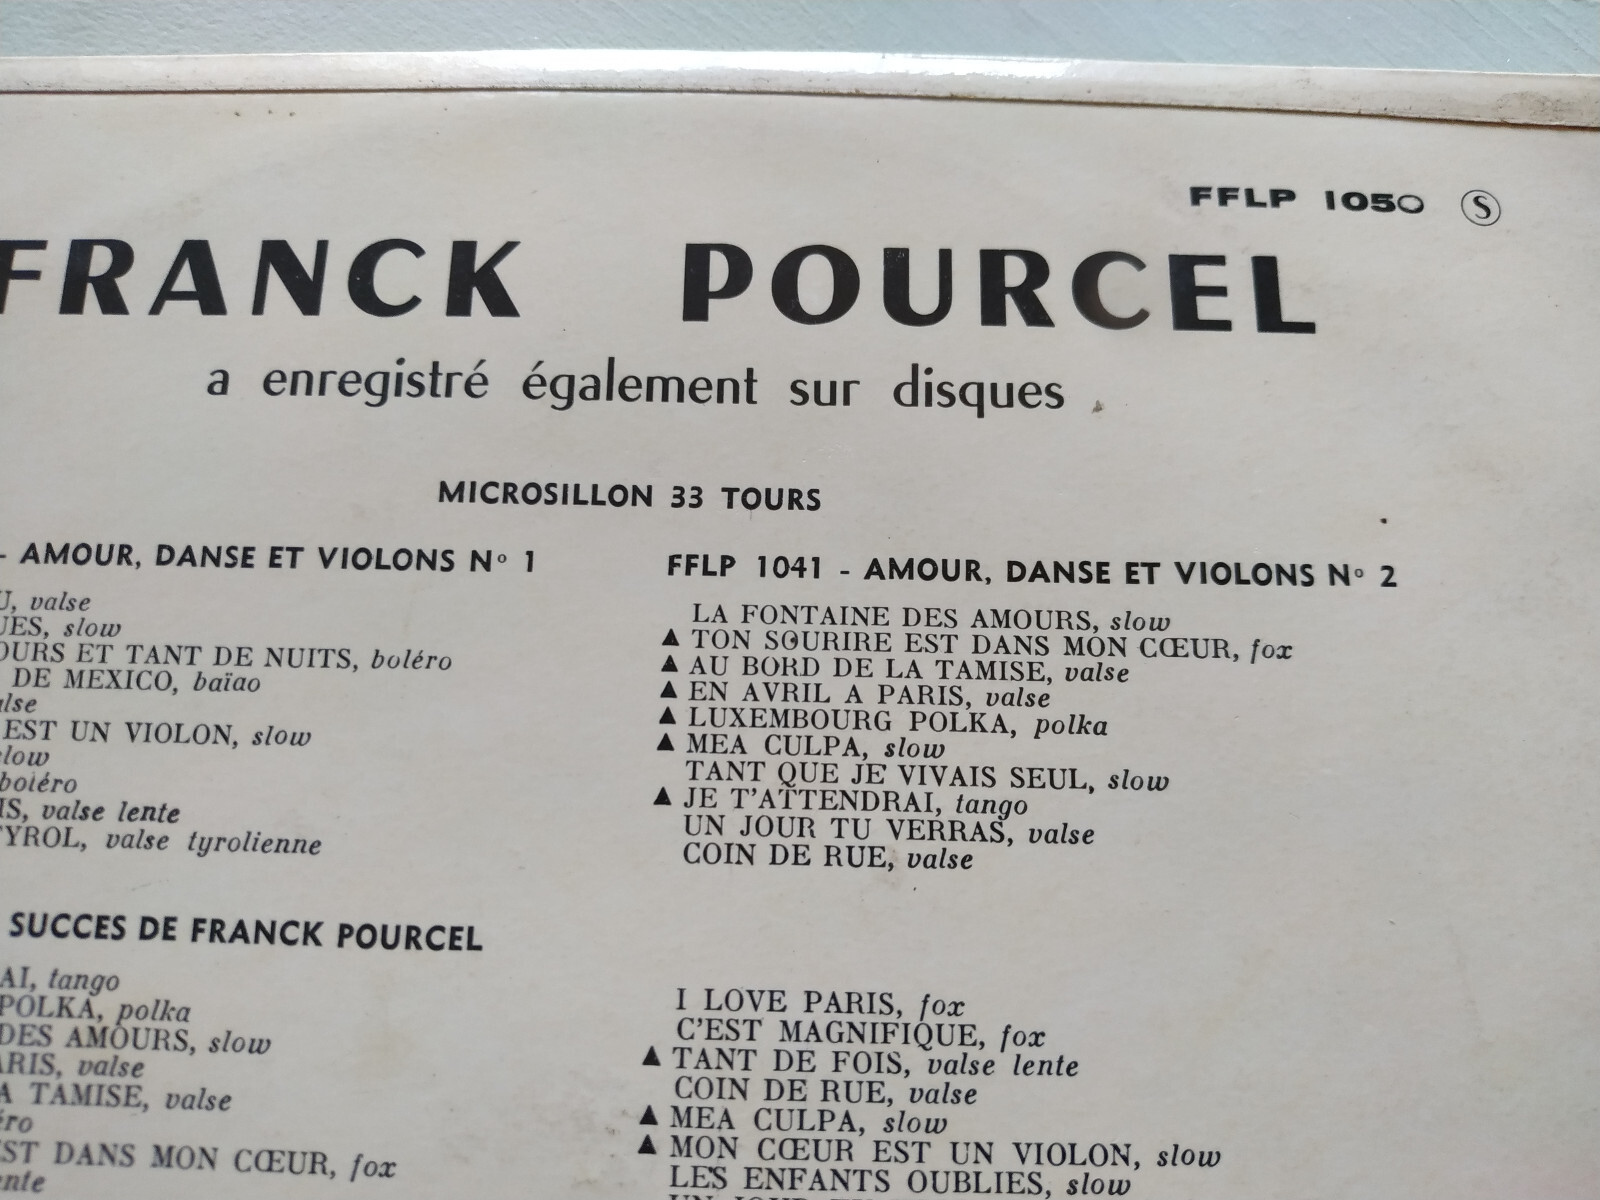 FFLP 1050 Ⓢ
FRANCK POURCEL
a enregistré également sur disques
MICROSILLON 33 TOURS
- AMOUR, DANSE ET VIOLONS Nº 1
valse
slow
ET TANT DE NUITS, boléro
DE MEXICO, baïao
EST UN VIOLON, slow
slow
boléro
valse lente
valse tyrolienne
FFLP 1041 - AMOUR, DANSE ET VIOLONS Nº 2
LA FONTAINE DES AMOURS, slow
▲ TON SOURIRE EST DANS MON CŒUR, fox
▲ AU BORD DE LA TAMISE, valse
▲ EN AVRIL A PARIS, valse
▲ LUXEMBOURG POLKA, polka
▲ MEA CULPA, slow
TANT QUE JE VIVAIS SEUL, slow
▲ JE T'ATTENDRAI, tango
UN JOUR TU VERRAS, valse
COIN DE RUE, valse
SUCCES DE FRANCK POURCEL
tango
POLKA, polka
DES AMOURS, slow
valse
TAMISE, valse
DANS MON CŒUR, fox
I LOVE PARIS, fox
C'EST MAGNIFIQUE, fox
▲ TANT DE FOIS, valse lente
COIN DE RUE, valse
▲ MEA CULPA, slow
▲ MON CŒUR EST UN VIOLON, slow
LES ENFANTS OUBLIES, slow